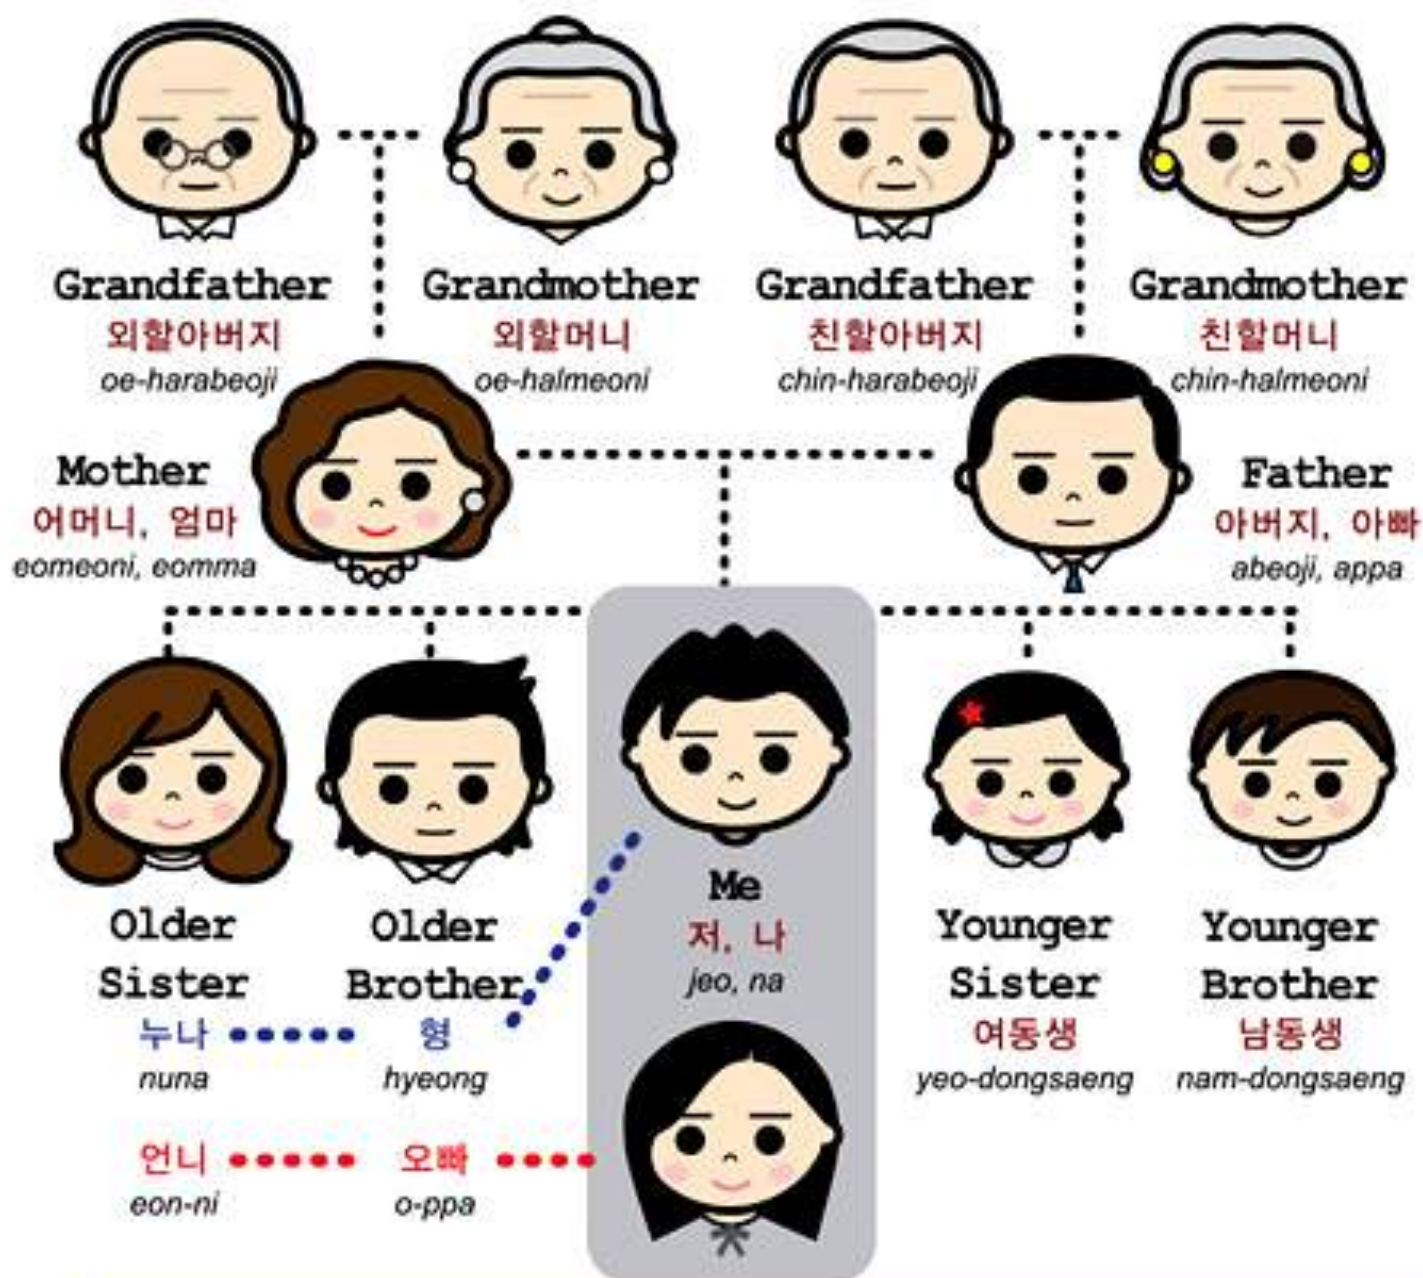 Grandfather
외할아버지
oe-harabeoji
Grandmother
외할머니
oe-halmeoni
Grandfather
친할아버지
chin-harabeoji
Grandmother
친할머니
chin-halmeoni
Mother
어머니, 엄마
eomeoni, eomma
Father
아버지, 아빠
abeoji, appa
Older
Sister
누나
nuna
언니
eon-ni
Older
Brother
형
hyeong
오빠
o-ppa
Me
저, 나
jeo, na
Younger
Sister
여동생
yeo-dongsaeng
Younger
Brother
남동생
nam-dongsaeng